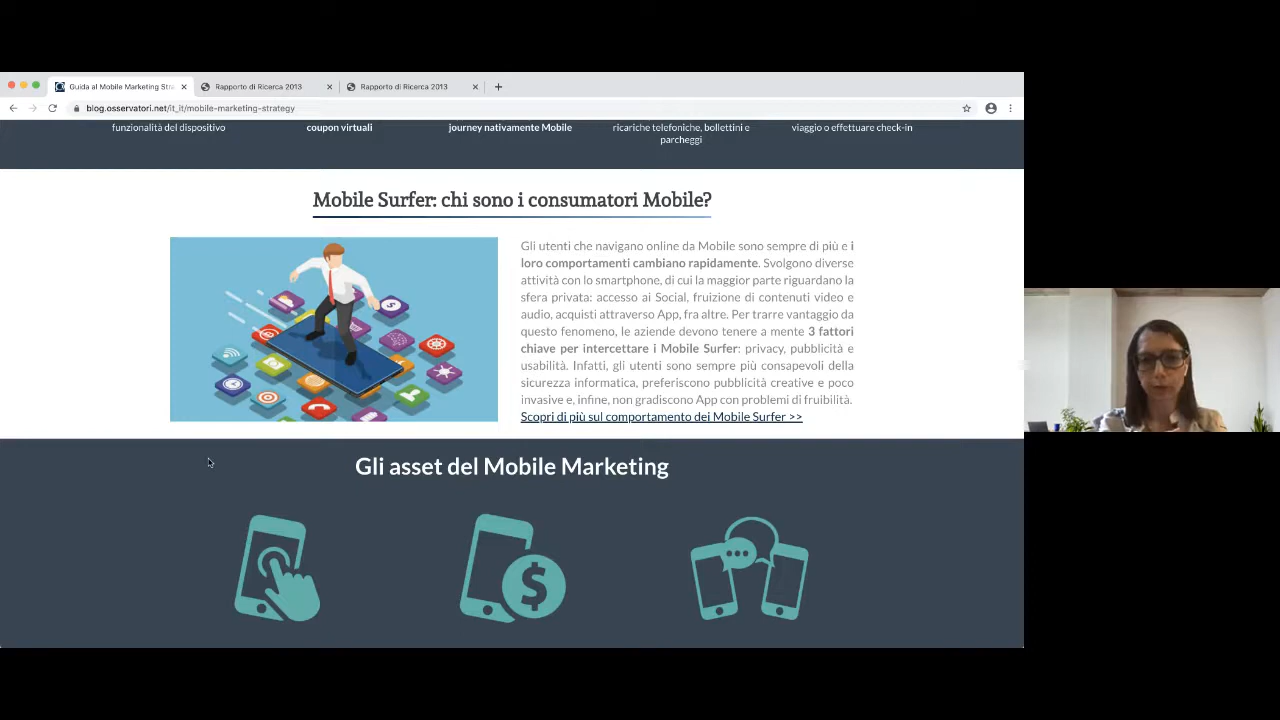 Guida al Mobile Marketing Stra
Rapporto di Ricerca 2013
Rapporto di Ricerca 2013
blog.osservatori.net/it_it/mobile-marketing-strategy
funzionalità del dispositivo
coupon virtuali
journey nativamente Mobile
ricariche telefoniche, bollettini e
parcheggi
viaggio o effettuare check-in
Mobile Surfer: chi sono i consumatori Mobile?
Gli utenti che navigano online da Mobile sono sempre di più e i
loro comportamenti cambiano rapidamente. Svolgono diverse
attività con lo smartphone, di cui la maggior parte riguardano la
sfera privata: accesso ai Social, fruizione di contenuti video e
audio, acquisti attraverso App, fra altre. Per trarre vantaggio da
questo fenomeno, le aziende devono tenere a mente 3 fattori
chiave per intercettare i Mobile Surfer: privacy, pubblicità e
usabilità. Infatti, gli utenti sono sempre più consapevoli della
sicurezza informatica, preferiscono pubblicità creative e poco
invasive e, infine, non gradiscono App con problemi di fruibilità.
Scopri di più sul comportamento dei Mobile Surfer >>
Gli asset del Mobile Marketing
$